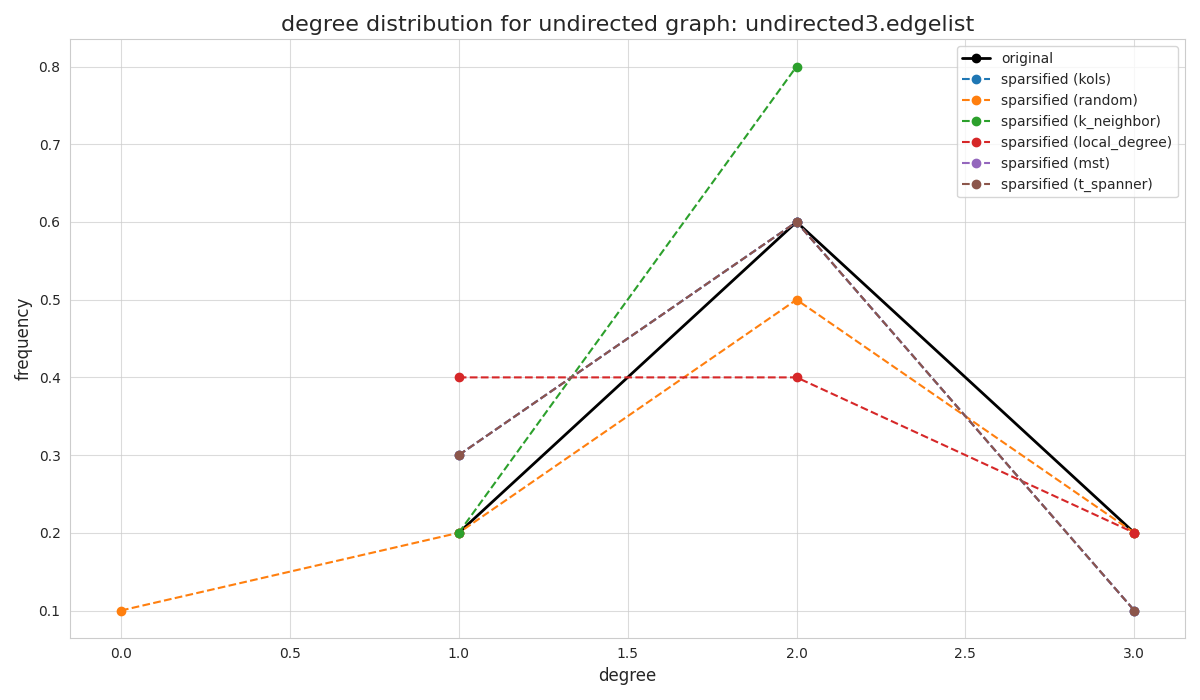 degree distribution for undirected graph: undirected3.edgelist
original
sparsified (kols)
sparsified (random)
sparsified (k_neighbor)
sparsified (local_degree)
sparsified (mst)
sparsified (t_spanner)
frequency
0.8
0.7
0.6
0.5
0.4
0.3
0.2
0.1
0.0 0.5 1.0 1.5 2.0 2.5 3.0
degree